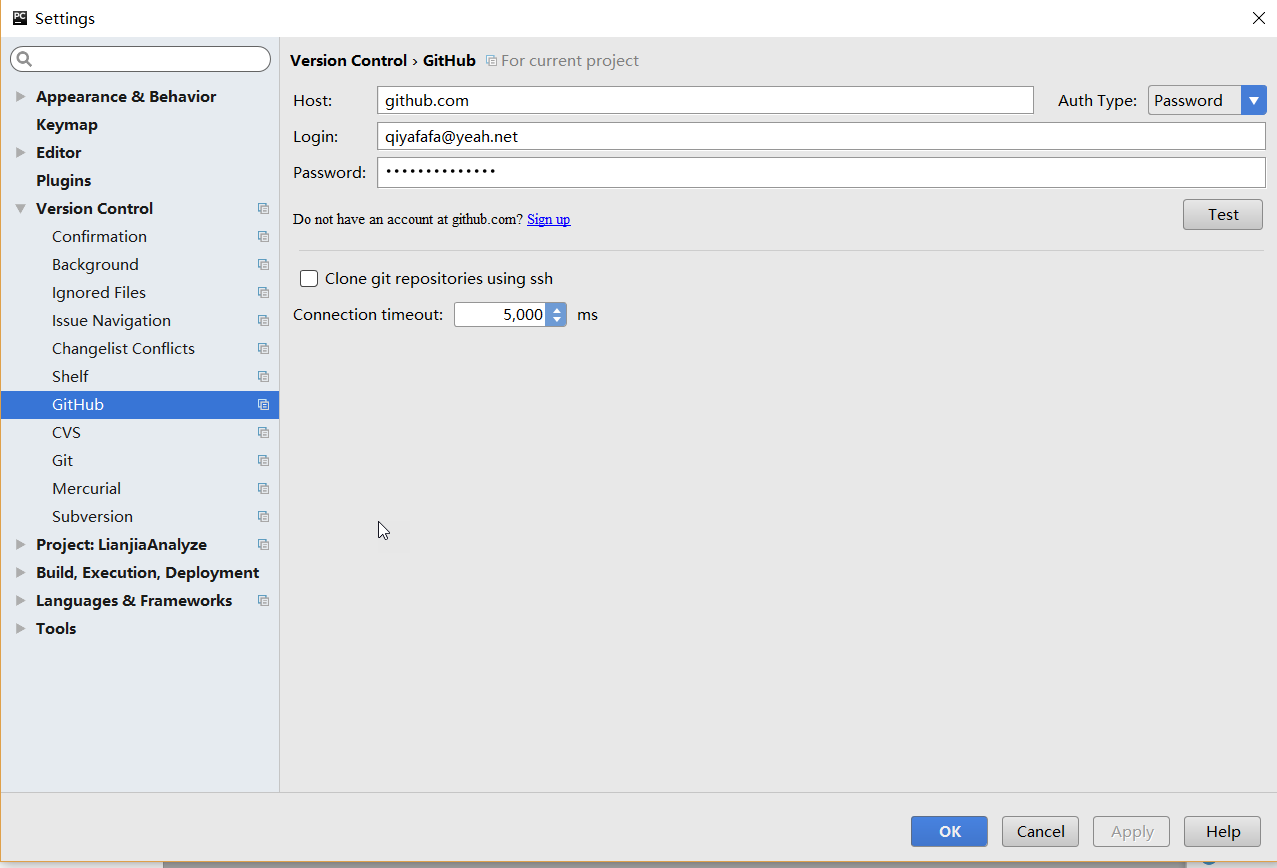 PC Settings
Version Control › GitHub For current project
Host: github.com Auth Type: Password
Login: qiyafafa@yeah.net
Password: ••••••••••••••
Do not have an account at github.com? Sign up Test
Clone git repositories using ssh
Connection timeout: 5,000 ms
Appearance & Behavior
Keymap
Editor
Plugins
Version Control
Confirmation
Background
Ignored Files
Issue Navigation
Changelist Conflicts
Shelf
GitHub
CVS
Git
Mercurial
Subversion
Project: LianjiaAnalyze
Build, Execution, Deployment
Languages & Frameworks
Tools
OK Cancel Apply Help